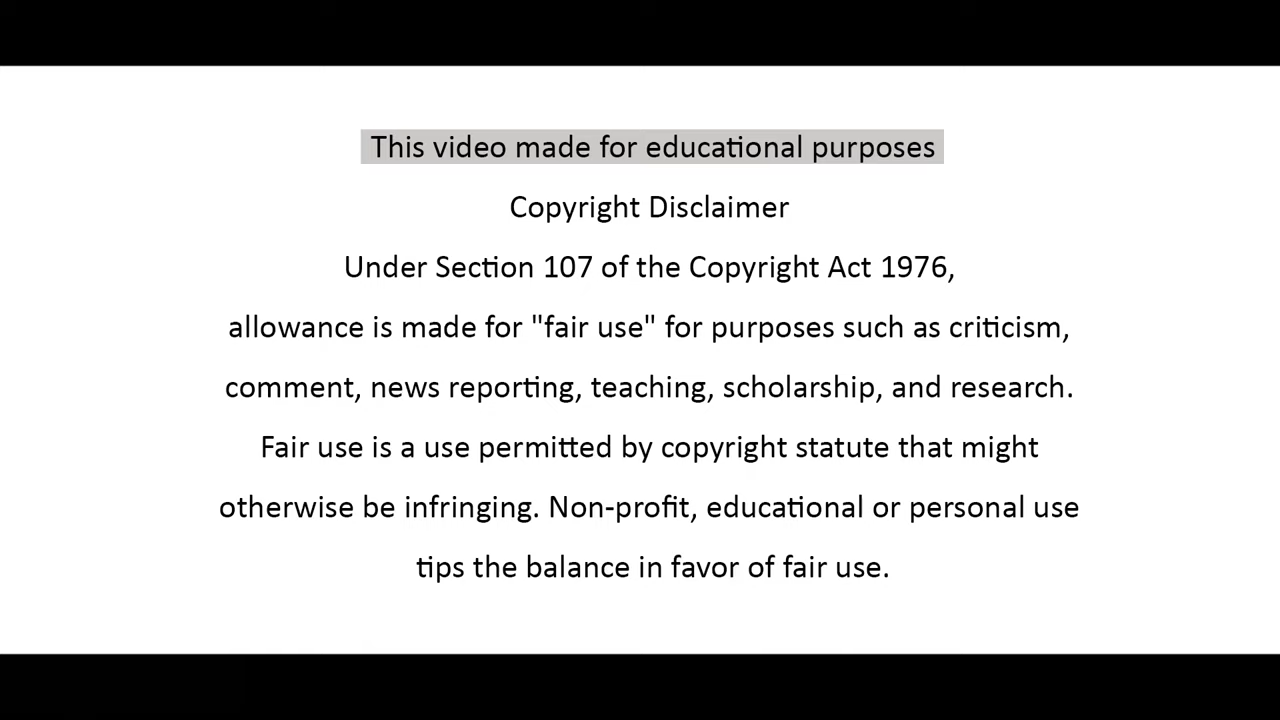 This video made for educational purposes
Copyright Disclaimer
Under Section 107 of the Copyright Act 1976,
allowance is made for "fair use" for purposes such as criticism,
comment, news reporting, teaching, scholarship, and research.
Fair use is a use permitted by copyright statute that might
otherwise be infringing. Non-profit, educational or personal use
tips the balance in favor of fair use.